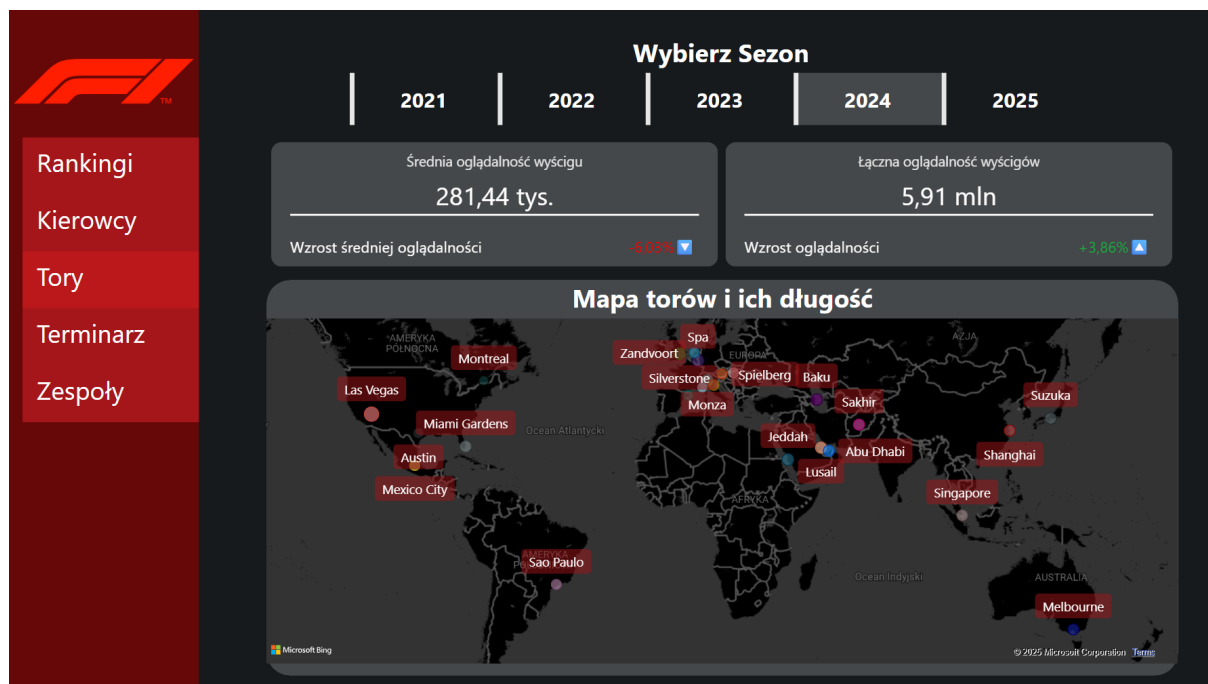 Wybierz Sezon
2021 2022 2023 2024 2025
TM
Rankingi
Kierowcy
Tory
Terminarz
Zespoły
Średnia oglądalność wyścigu
281,44 tys.
Wzrost średniej oglądalności -6,03%
Łączna oglądalność wyścigów
5,91 mln
Wzrost oglądalności +3,86%
Mapa torów i ich długość
AMERYKA
PÓŁNOCNA
Montreal
Las Vegas
Miami Gardens
Austin
Mexico City
Ocean Atlantycki
Sao Paulo
AMERYKA
Spa
Zandvoort
EUROPA
Silverstone
Spielberg
Baku
Monza
AZJA
Sakhir
Suzuka
Jeddah
Abu Dhabi
Shanghai
Lusail
Singapore
AFRYKA
Ocean Indyjski
AUSTRALIA
Melbourne
Microsoft Bing
© 2025 Microsoft Corporation Terms